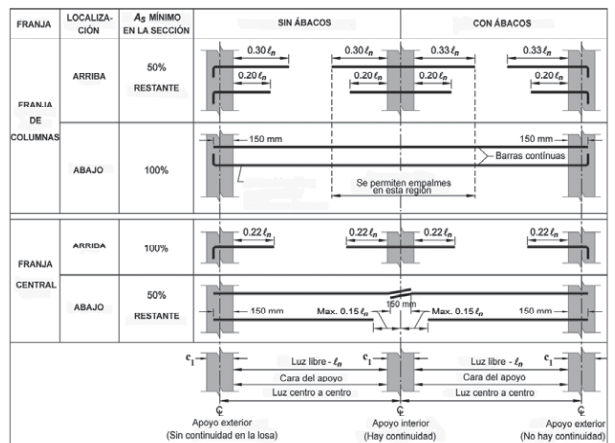 FRANJA
LOCALIZA-
CIÓN
As MÍNIMO
EN LA SECCIÓN
SIN ÁBACOS
CON ÁBACOS
FRANJA
DE
COLUMNAS
ARRIBA
50%
RESTANTE
0.30 ℓn
0.30 ℓn
0.33 ℓn
0.33 ℓn
0.20 ℓn
0.20 ℓn
0.20 ℓn
0.20 ℓn
ABAJO
100%
150 mm
150 mm
Barras contínuas
Se permiten empalmes
en esta región
FRANJA
CENTRAL
ARRIDA
100%
0.22 ℓn
0.22 ℓn
0.22 ℓn
0.22 ℓn
ABAJO
50%
RESTANTE
150 mm
150 mm
150 mm
Max. 0.15 ℓn
Max. 0.15 ℓn
c1
Luz libre - ℓn
c1
Luz libre - ℓn
c1
Cara del apoyo
Cara del apoyo
Luz centro a centro
Luz centro a centro
℄
℄
℄
Apoyo exterior
(Sin continuidad en la losa)
Apoyo interior
(Hay continuidad)
Apoyo exterior
(No hay continuidad)